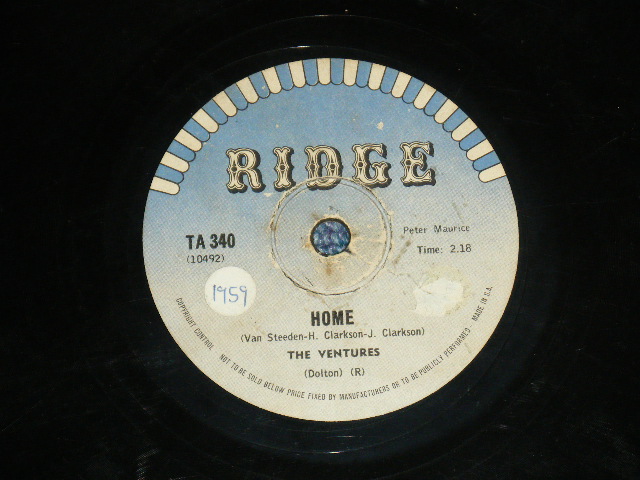 RIDGE
TA 340
(10492)
Peter Maurice
Time: 2.18
1959
HOME
(Van Steeden-H. Clarkson-J. Clarkson)
THE VENTURES
(Dolton) (R)
COPYRIGHT CONTROL NOT TO BE SOLD BELOW PRICE FIXED BY MANUFACTURERS OR TO BE PUBLICLY PERFORMED MADE IN S.A.